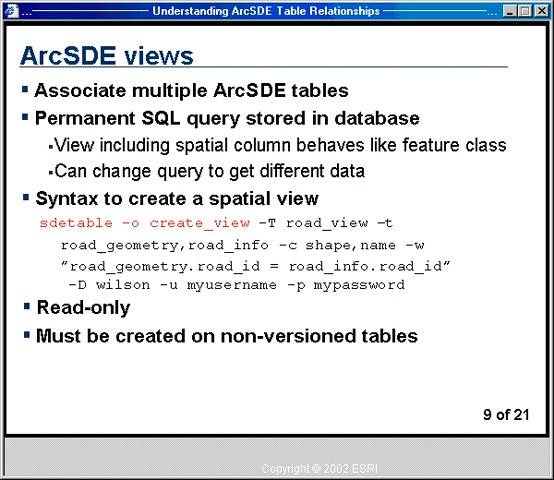 ... Understanding ArcSDE Table Relationships ...
ArcSDE views
▪ Associate multiple ArcSDE tables
▪ Permanent SQL query stored in database
▪View including spatial column behaves like feature class
▪Can change query to get different data
▪ Syntax to create a spatial view
sdetable -o create_view -T road_view –t
road_geometry,road_info -c shape,name -w
”road_geometry.road_id = road_info.road_id”
-D wilson -u myusername -p mypassword
▪ Read-only
▪ Must be created on non-versioned tables
9 of 21
Copyright © 2002 ESRI